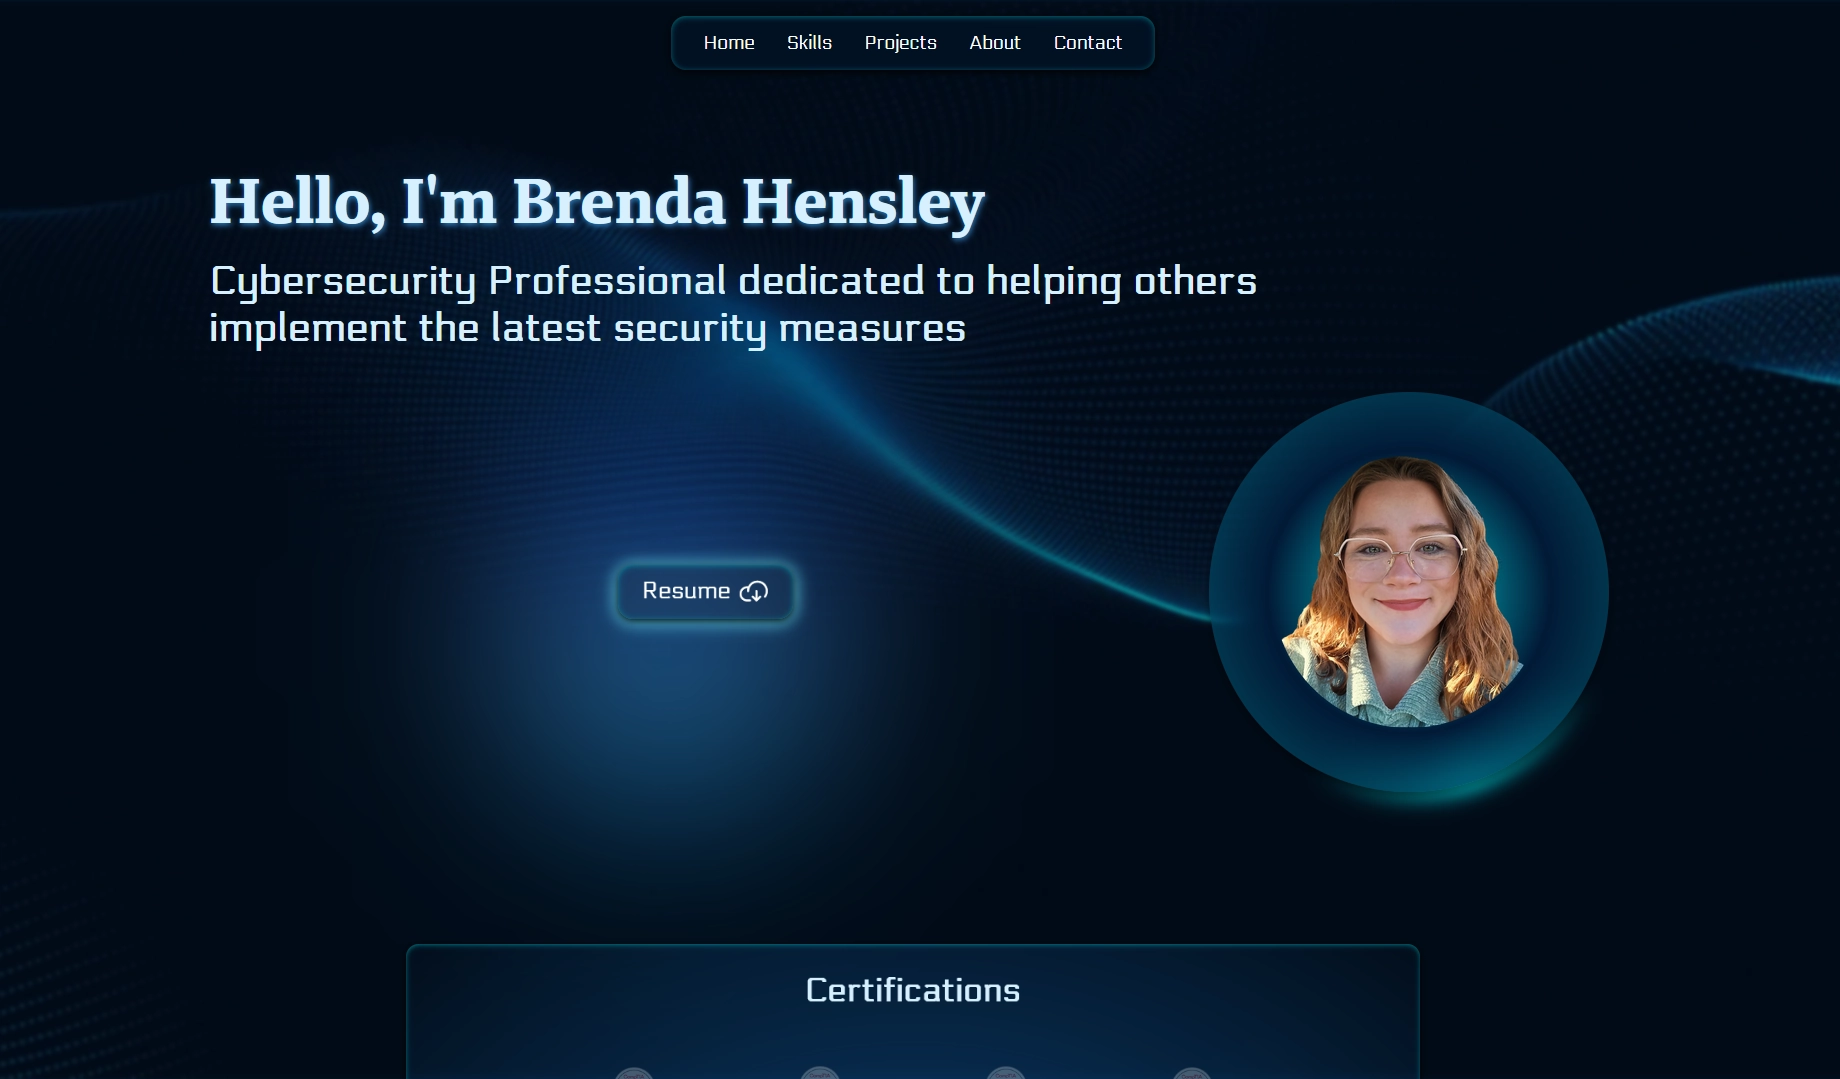 Home Skills Projects About Contact
Hello, I'm Brenda Hensley
Cybersecurity Professional dedicated to helping others
implement the latest security measures
Resume
Certifications